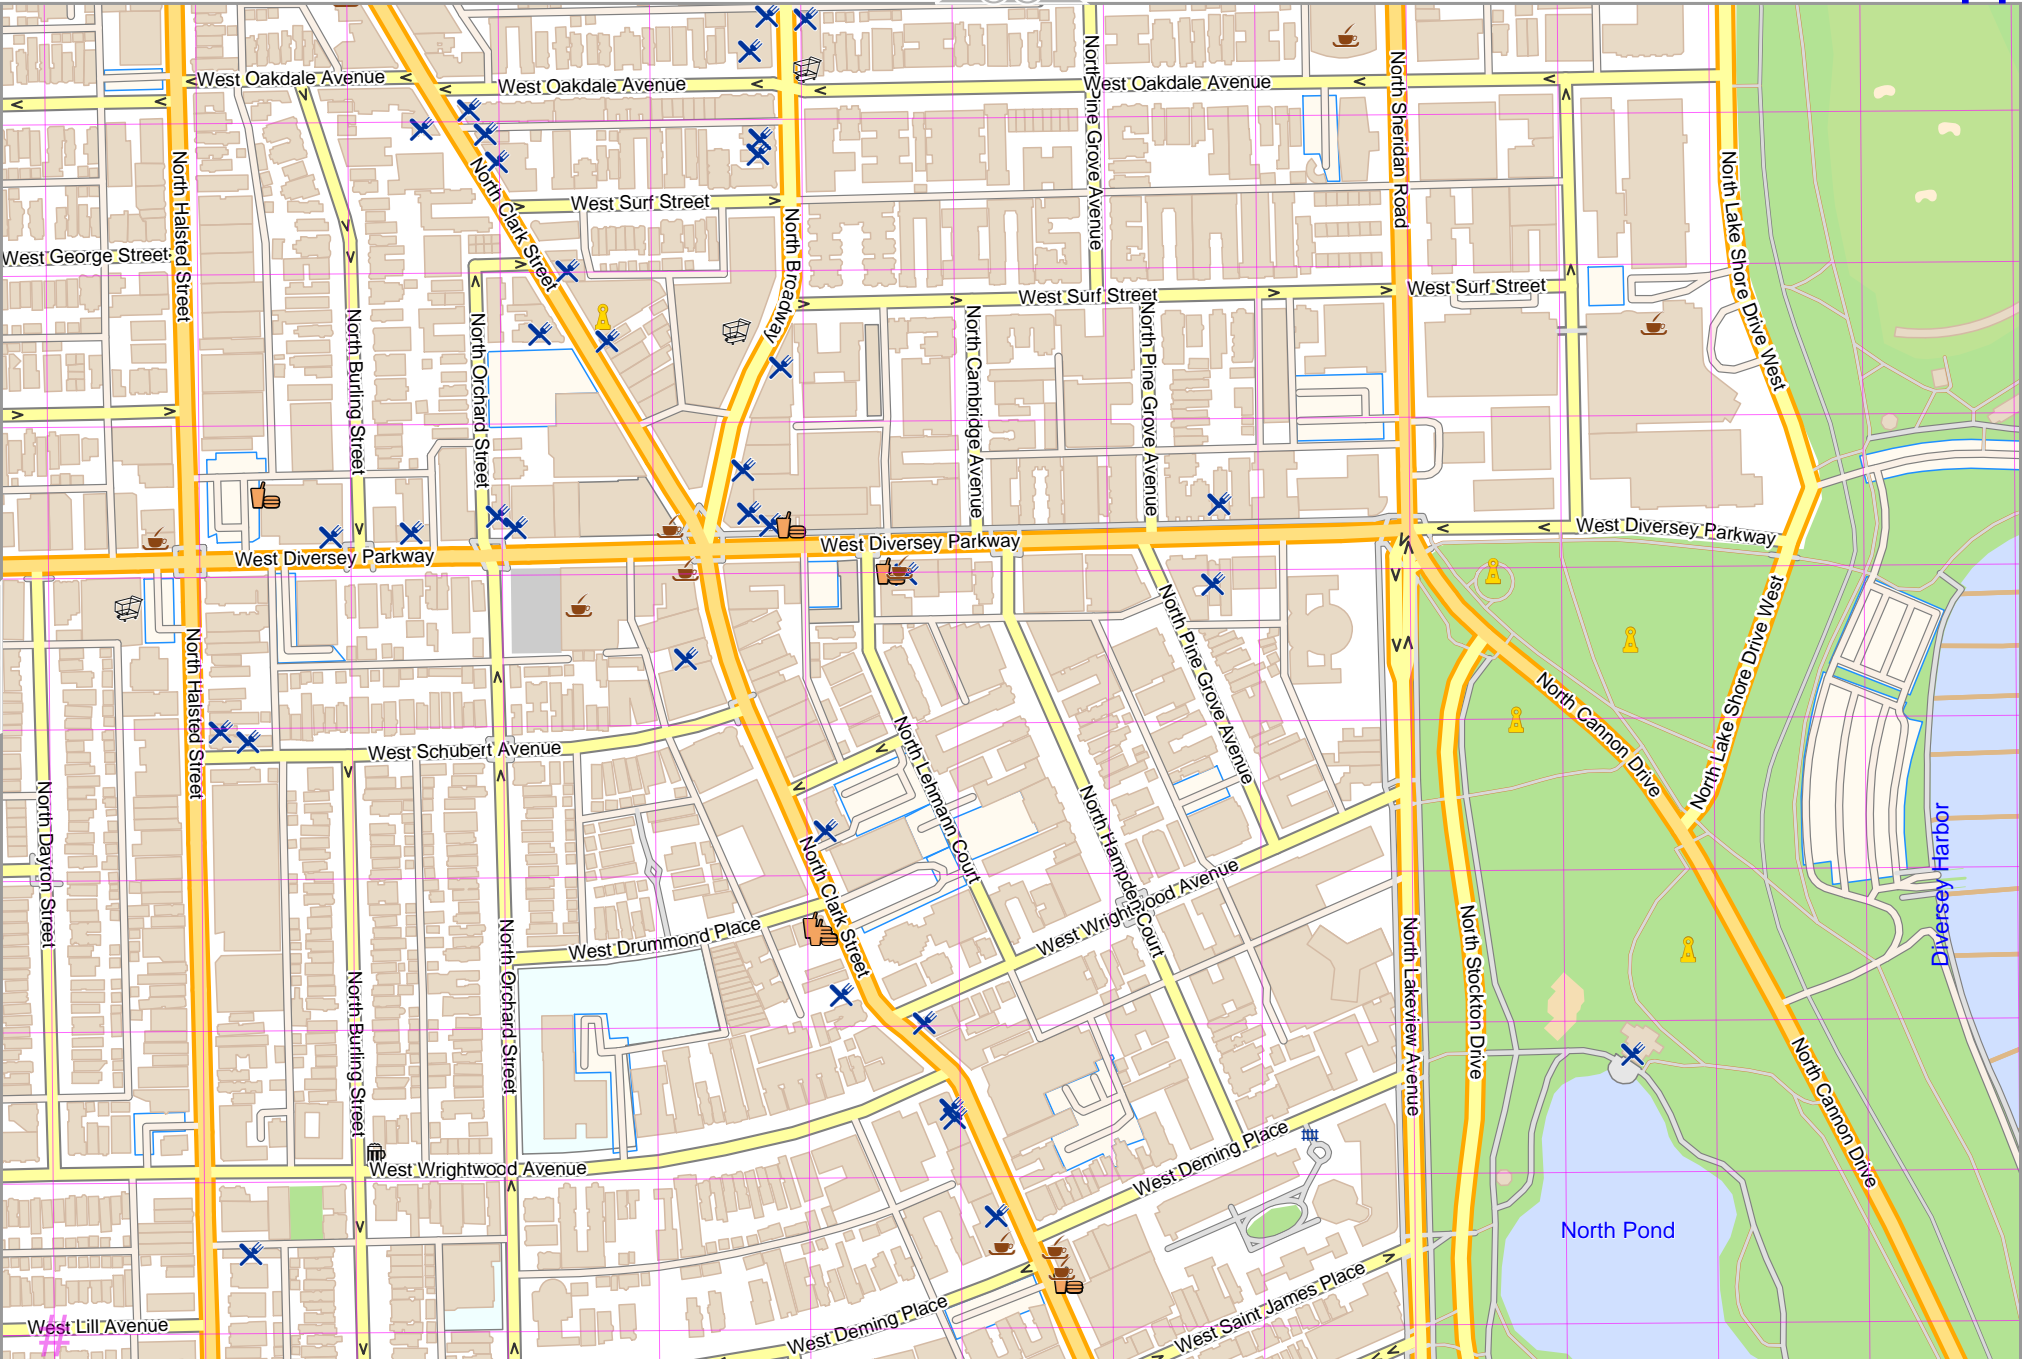 West Oakdale Avenue
West Oakdale Avenue
West Oakdale Avenue
North Pine Grove Avenue
North Sheridan Road
North Halsted Street
North Clark Street
West Surf Street
North Broadway
North Lake Shore Drive West
West George Street
West Surf Street
West Surf Street
North Burling Street
North Orchard Street
North Cambridge Avenue
North Pine Grove Avenue
West Diversey Parkway
West Diversey Parkway
West Diversey Parkway
North Halsted Street
North Pine Grove Avenue
North Lake Shore Drive West
North Cannon Drive
West Schubert Avenue
North Lehmann Court
North Dayton Street
North Hampden Court
North Clark Street
West Wrightwood Avenue
Diversey Harbor
West Drummond Place
North Orchard Street
North Lakeview Avenue
North Stockton Drive
North Burling Street
North Cannon Drive
West Wrightwood Avenue
West Deming Place
North Pond
West Saint James Place
West Deming Place
West Lill Avenue
#